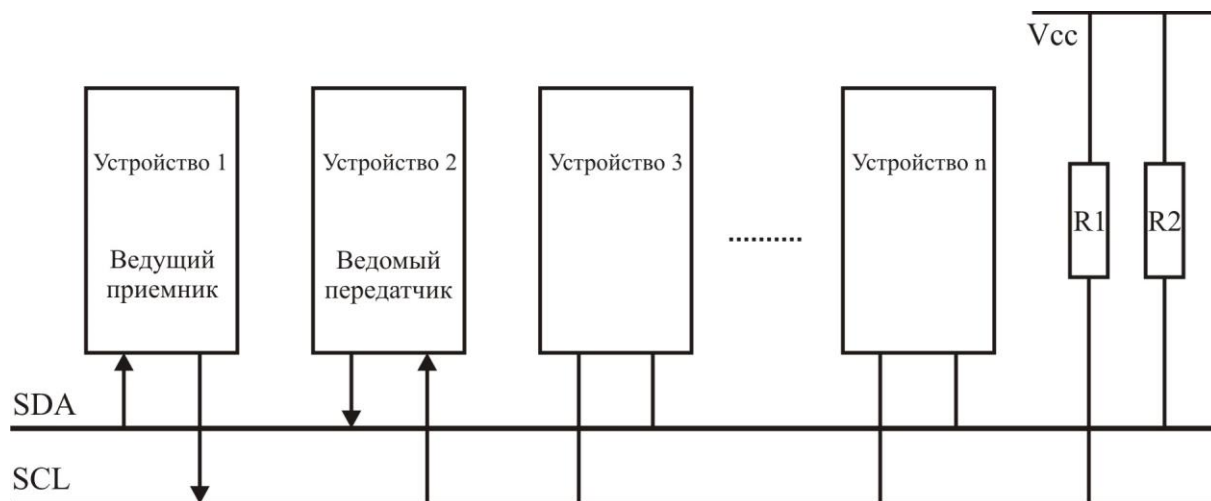 Vcc
Устройство 1
Устройство 2
Устройство 3
Устройство n
Ведущий
приемник
Ведомый
передатчик
...........
R1
R2
SDA
SCL